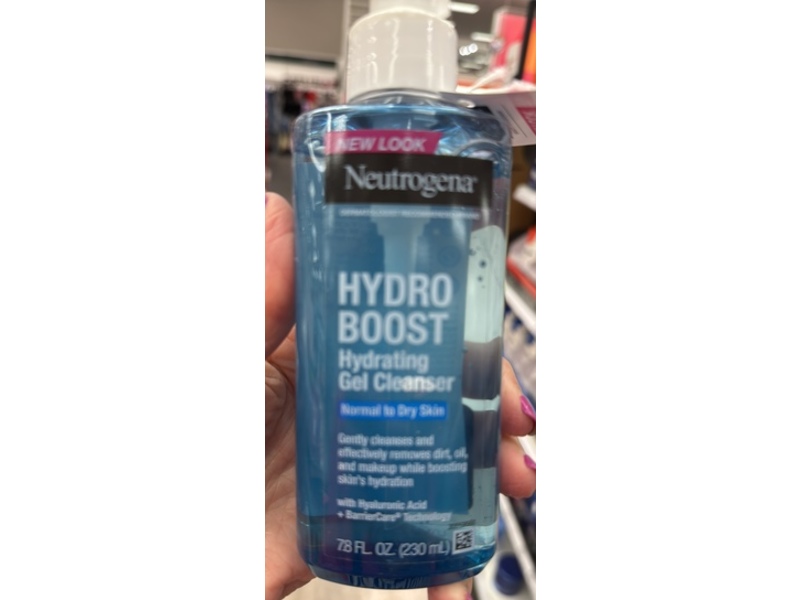 NEW LOOK
Neutrogena®
HYDRO
BOOST
Hydrating
Gel Cleanser
Normal to Dry Skin
Gently cleanses and
effectively removes dirt, oil,
and makeup while boosting
skin's hydration
with Hyaluronic Acid
+ BarrierCare® Technology
7.8 FL. OZ. (230 mL)